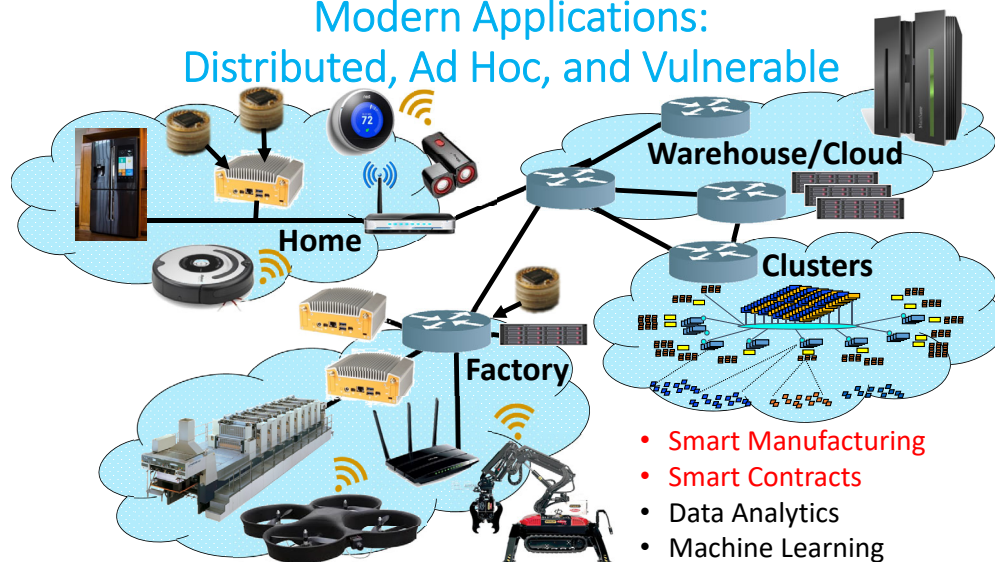 Modern Applications:
Distributed, Ad Hoc, and Vulnerable
72
Warehouse/Cloud
Home
Clusters
Factory
• Smart Manufacturing
• Smart Contracts
• Data Analytics
• Machine Learning